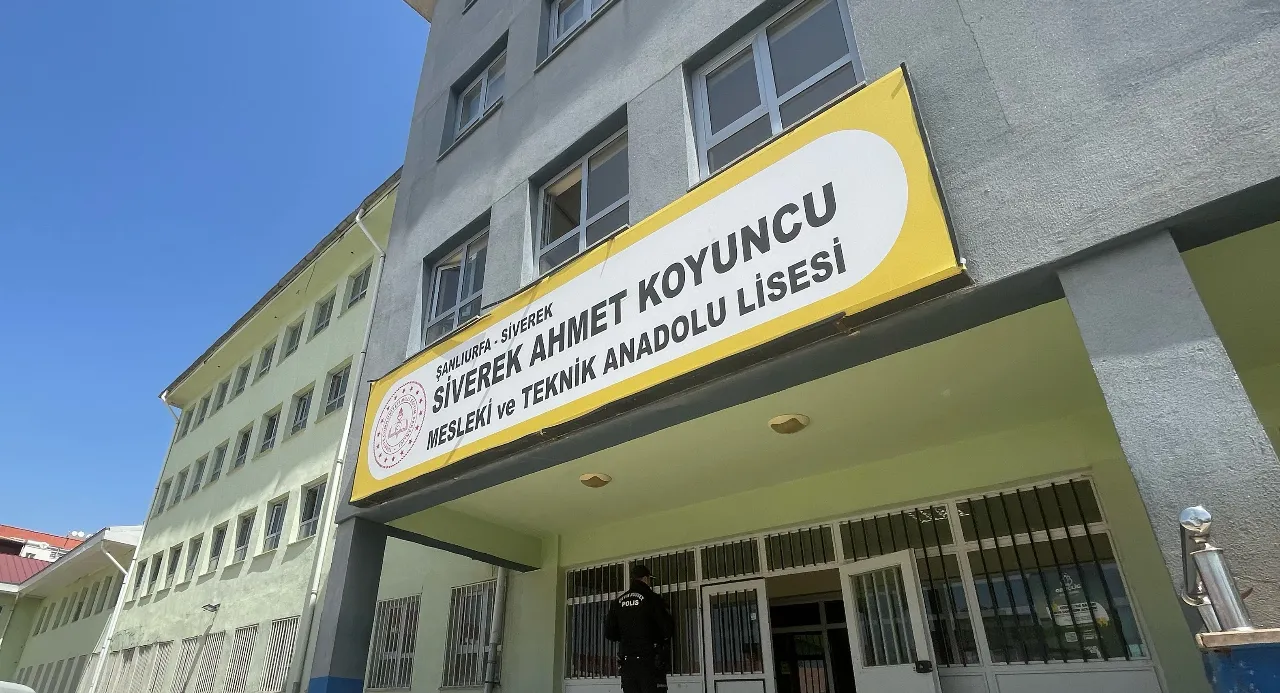 ŞANLIURFA - SİVEREK
SİVEREK AHMET KOYUNCU
MESLEKİ ve TEKNİK ANADOLU LİSESİ
POLİS